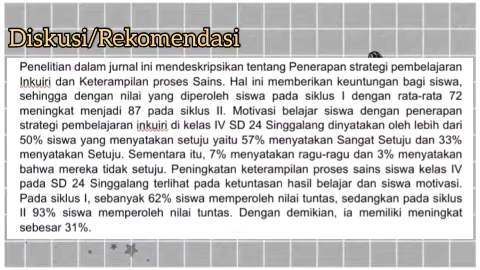 Diskusi/Rekomendasi
Penelitian dalam jurnal ini mendeskripsikan tentang Penerapan strategi pembelajaran
Inkuiri dan Keterampilan proses Sains. Hal ini memberikan keuntungan bagi siswa,
sehingga dengan nilai yang diperoleh siswa pada siklus I dengan rata-rata 72
meningkat menjadi 87 pada siklus II. Motivasi belajar siswa dengan penerapan
strategi pembelajaran inkuiri di kelas IV SD 24 Singgalang dinyatakan oleh lebih dari
50% siswa yang menyatakan setuju yaitu 57% menyatakan Sangat Setuju dan 33%
menyatakan Setuju. Sementara itu, 7% menyatakan ragu-ragu dan 3% menyatakan
bahwa mereka tidak setuju. Peningkatan keterampilan proses sains siswa kelas IV
pada SD 24 Singgalang terlihat pada ketuntasan hasil belajar dan siswa motivasi.
Pada siklus I, sebanyak 62% siswa memperoleh nilai tuntas, sedangkan pada siklus
II 93% siswa memperoleh nilai tuntas. Dengan demikian, ia memiliki meningkat
sebesar 31%.